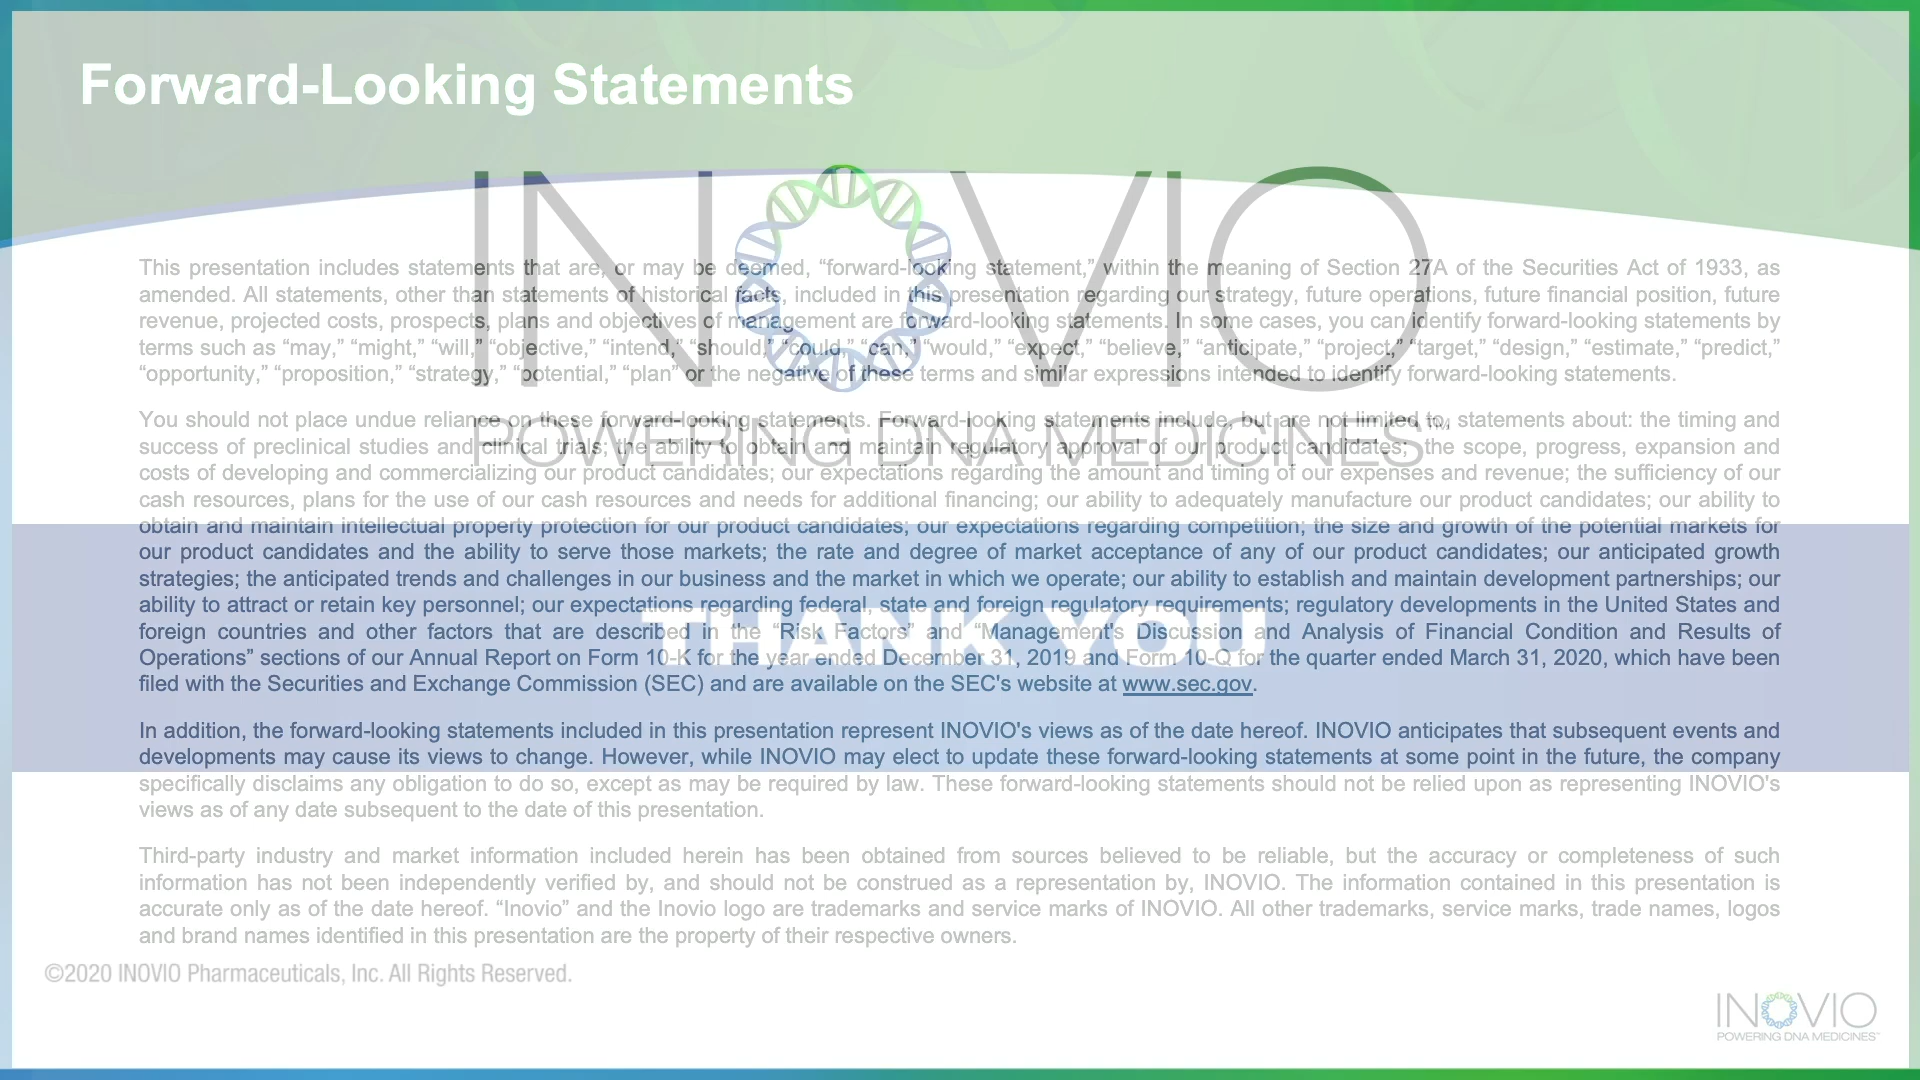 Forward-Looking Statements
INOVIO
This presentation includes statements that are, or may be deemed, “forward-looking statement,” within the meaning of Section 27A of the Securities Act of 1933, as
amended. All statements, other than statements of historical facts, included in this presentation regarding our strategy, future operations, future financial position, future
revenue, projected costs, prospects, plans and objectives of management are forward-looking statements. In some cases, you can identify forward-looking statements by
terms such as “may,” “might,” “will,” “objective,” “intend,” “should,” “could,” “can,” “would,” “expect,” “believe,” “anticipate,” “project,” “target,” “design,” “estimate,” “predict,”
“opportunity,” “proposition,” “strategy,” “potential,” “plan” or the negative of these terms and similar expressions intended to identify forward-looking statements.
You should not place undue reliance on these forward-looking statements. Forward-looking statements include, but are not limited to, statements about: the timing and
POWERING DNA MEDICINES™
success of preclinical studies and clinical trials; the ability to obtain and maintain regulatory approval of our product candidates; the scope, progress, expansion and
costs of developing and commercializing our product candidates; our expectations regarding the amount and timing of our expenses and revenue; the sufficiency of our
cash resources, plans for the use of our cash resources and needs for additional financing; our ability to adequately manufacture our product candidates; our ability to
obtain and maintain intellectual property protection for our product candidates; our expectations regarding competition; the size and growth of the potential markets for
our product candidates and the ability to serve those markets; the rate and degree of market acceptance of any of our product candidates; our anticipated growth
strategies; the anticipated trends and challenges in our business and the market in which we operate; our ability to establish and maintain development partnerships; our
ability to attract or retain key personnel; our expectations regarding federal, state and foreign regulatory requirements; regulatory developments in the United States and
THANK YOU
foreign countries and other factors that are described in the “Risk Factors” and “Management's Discussion and Analysis of Financial Condition and Results of
Operations” sections of our Annual Report on Form 10-K for the year ended December 31, 2019 and Form 10-Q for the quarter ended March 31, 2020, which have been
filed with the Securities and Exchange Commission (SEC) and are available on the SEC's website at www.sec.gov.
In addition, the forward-looking statements included in this presentation represent INOVIO's views as of the date hereof. INOVIO anticipates that subsequent events and
developments may cause its views to change. However, while INOVIO may elect to update these forward-looking statements at some point in the future, the company
specifically disclaims any obligation to do so, except as may be required by law. These forward-looking statements should not be relied upon as representing INOVIO's
views as of any date subsequent to the date of this presentation.
Third-party industry and market information included herein has been obtained from sources believed to be reliable, but the accuracy or completeness of such
information has not been independently verified by, and should not be construed as a representation by, INOVIO. The information contained in this presentation is
accurate only as of the date hereof. “Inovio” and the Inovio logo are trademarks and service marks of INOVIO. All other trademarks, service marks, trade names, logos
and brand names identified in this presentation are the property of their respective owners.
©2020 INOVIO Pharmaceuticals, Inc. All Rights Reserved.
INOVIO
POWERING DNA MEDICINES™